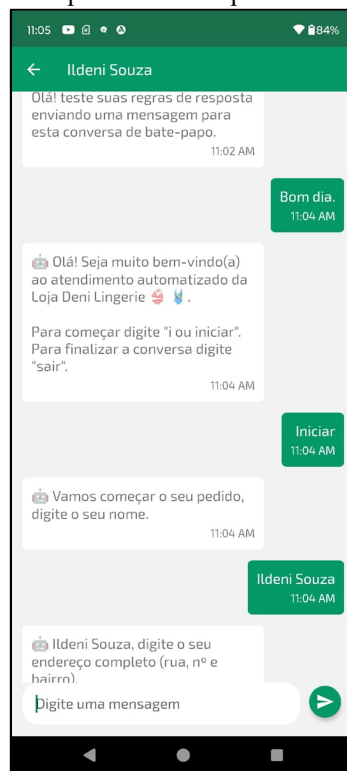 11:05
84%
← Ildeni Souza
Olá! teste suas regras de resposta
enviando uma mensagem para
esta conversa de bate-papo.
11:02 AM
Bom dia.
11:04 AM
🤖 Olá! Seja muito bem-vindo(a)
ao atendimento automatizado da
Loja Deni Lingerie 👙 🩱 .
Para começar digite "i ou iniciar".
Para finalizar a conversa digite
"sair".
11:04 AM
Iniciar
11:04 AM
🤖 Vamos começar o seu pedido,
digite o seu nome.
11:04 AM
Ildeni Souza
11:04 AM
🤖 Ildeni Souza, digite o seu
endereço completo (rua, nº e
bairro).
Digite uma mensagem